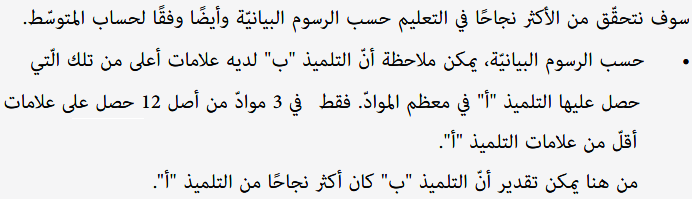 سوف نتحقّق من الأكثر نجاحًا في التعليم حسب الرسوم البيانيّة وأيضًا وفقًا لحساب المتوسّط.
• حسب الرسوم البيانيّة، يمكن ملاحظة أنّ التلميذ "ب" لديه علامات أعلى من تلك الّتي
حصل عليها التلميذ "أ" في معظم الموادّ. فقط في 3 موادّ من أصل 12 حصل على علامات
أقلّ من علامات التلميذ "أ".
من هنا يمكن تقدير أنّ التلميذ "ب" كان أكثر نجاحًا من التلميذ "أ".